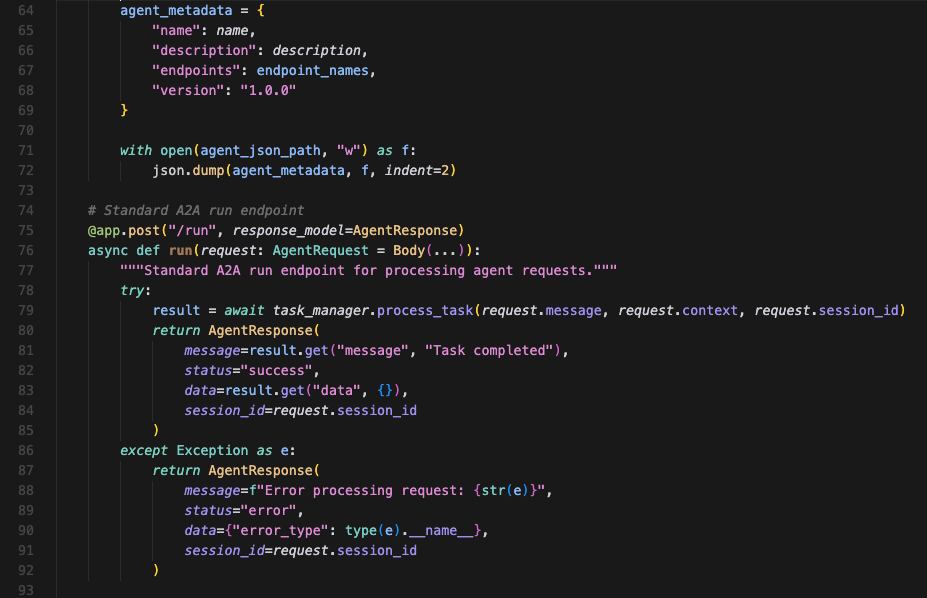 64 agent_metadata = {
65 "name": name,
66 "description": description,
67 "endpoints": endpoint_names,
68 "version": "1.0.0"
69 }
70
71 with open(agent_json_path, "w") as f:
72 json.dump(agent_metadata, f, indent=2)
73
74 # Standard A2A run endpoint
75 @app.post("/run", response_model=AgentResponse)
76 async def run(request: AgentRequest = Body(...)):
77 """Standard A2A run endpoint for processing agent requests."""
78 try:
79 result = await task_manager.process_task(request.message, request.context, request.session_id)
80 return AgentResponse(
81 message=result.get("message", "Task completed"),
82 status="success",
83 data=result.get("data", {}),
84 session_id=request.session_id
85 )
86 except Exception as e:
87 return AgentResponse(
88 message=f"Error processing request: {str(e)}",
89 status="error",
90 data={"error_type": type(e).__name__},
91 session_id=request.session_id
92 )
93